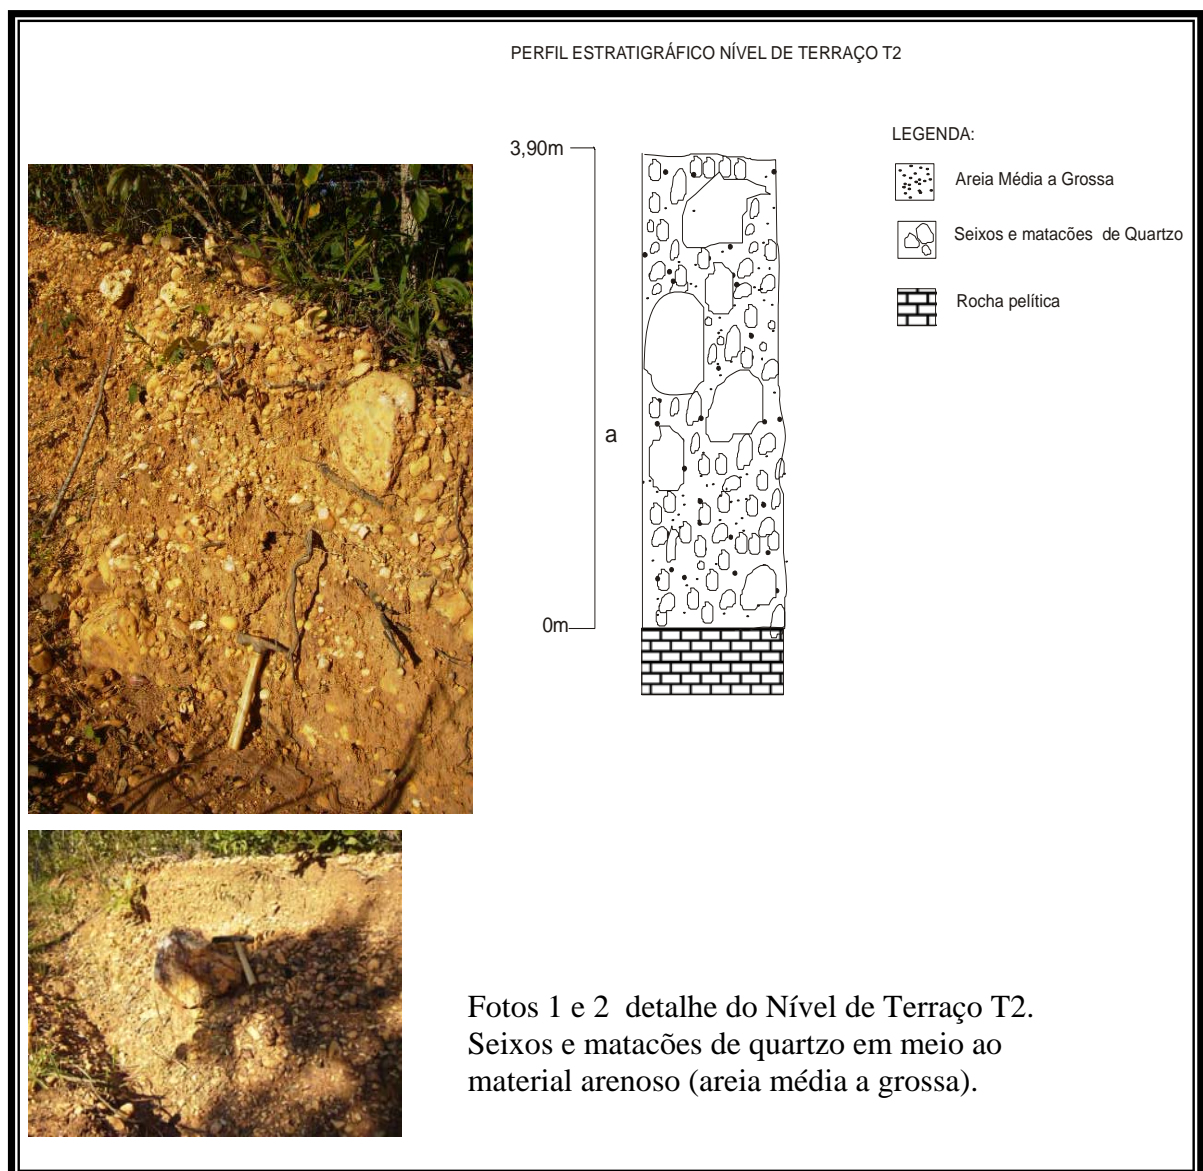 PERFIL ESTRATIGRÁFICO NÍVEL DE TERRAÇO T2
3,90m
a
0m
LEGENDA:
Areia Média a Grossa
Seixos e matacões de Quartzo
Rocha pelítica
Fotos 1 e 2 detalhe do Nível de Terraço T2.
Seixos e matacões de quartzo em meio ao
material arenoso (areia média a grossa).